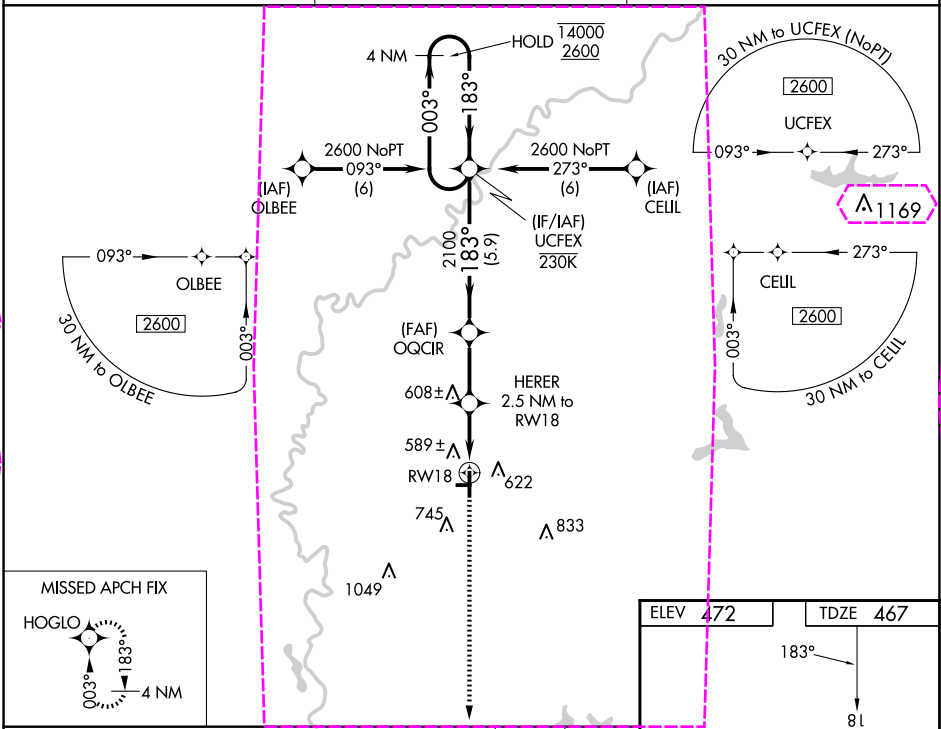 HOLD 14000
2600
4 NM
003°
183°
30 NM to UCFEX (NoPT)
2600
UCFEX
093°
273°
2600 NoPT
093°
(6)
(IAF)
OLBEE
2600 NoPT
273°
(6)
(IAF)
CELIL
(IF/IAF)
UCFEX
230K
1169
2100
183°
(5.9)
093°
OLBEE
2600
003°
30 NM to OLBEE
273°
CELIL
2600
003°
30 NM to CELIL
(FAF)
OQCIR
608±
HERER
2.5 NM to
RW18
589±
RW18
622
745
833
1049
MISSED APCH FIX
HOGLO
003°
183°
4 NM
ELEV 472
TDZE 467
183°
18